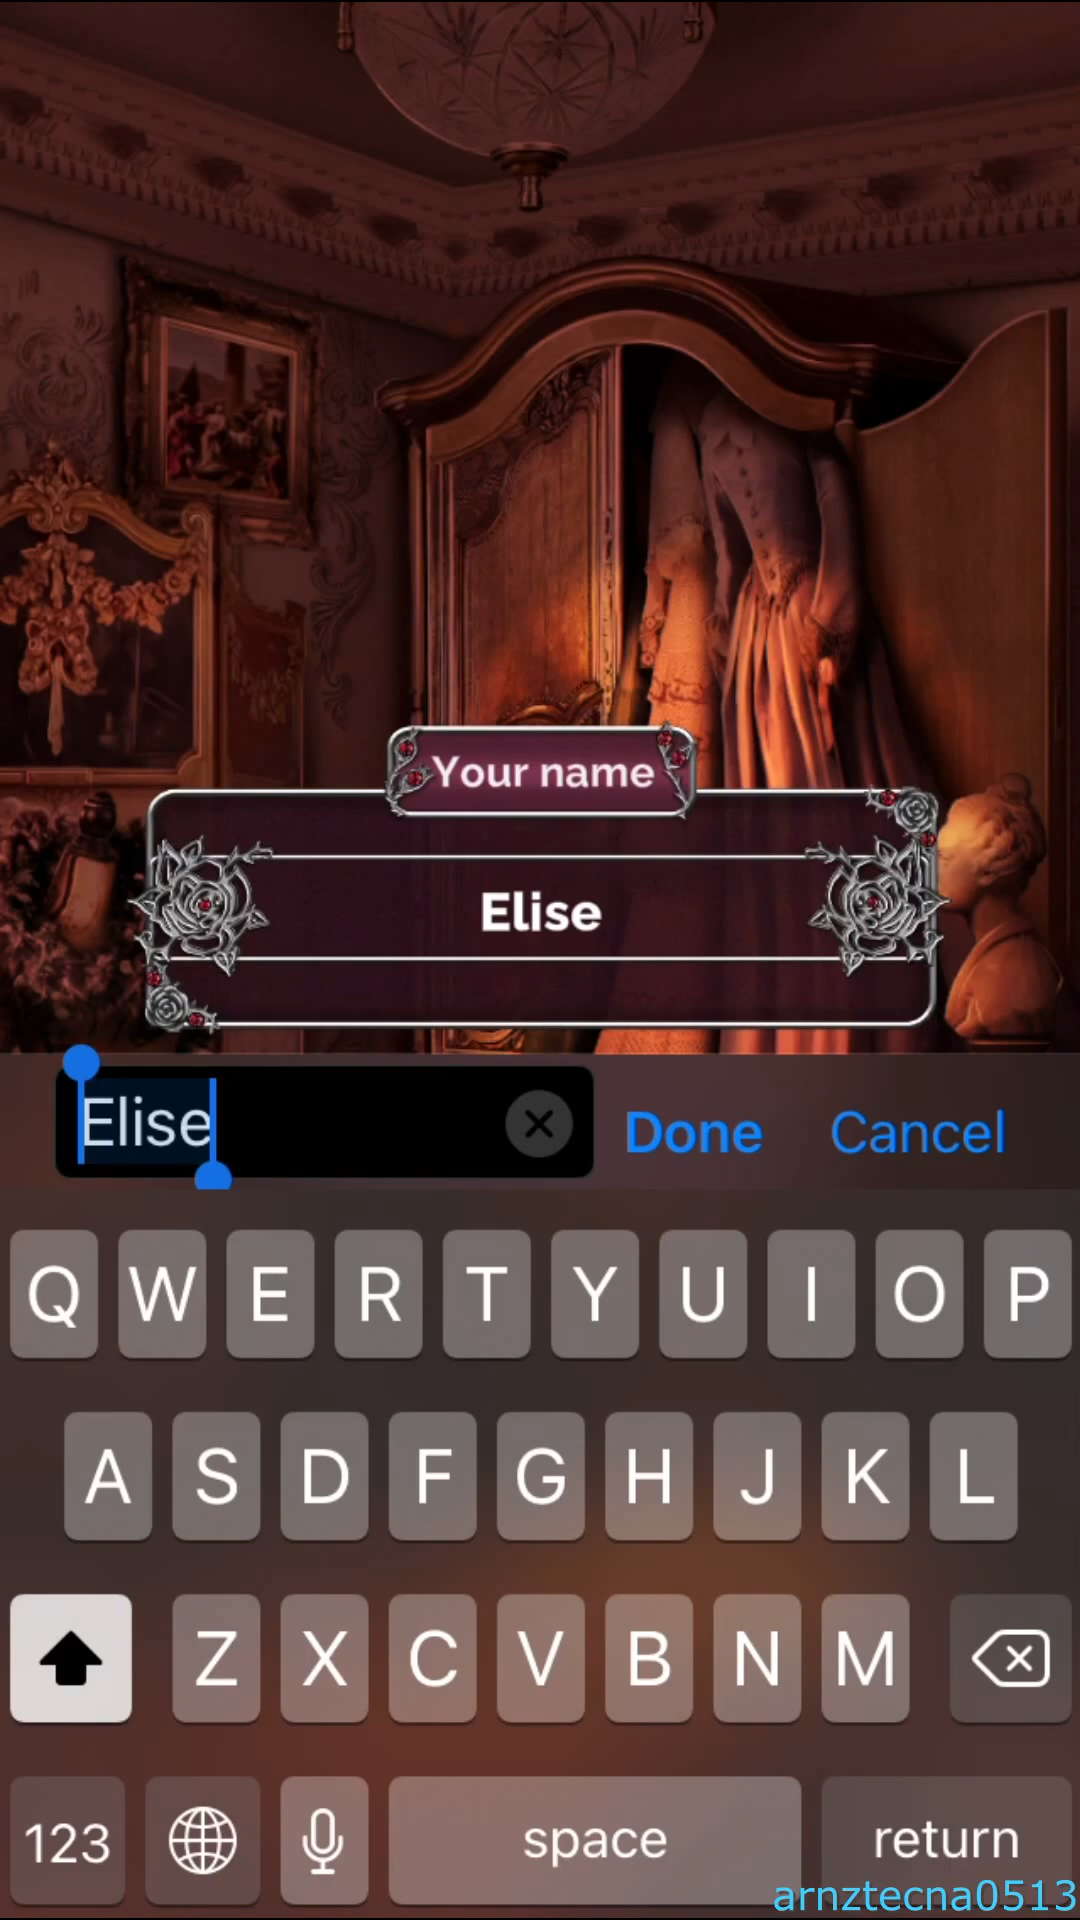 Your name
Elise
Elise
Done Cancel
Q W E R T Y U I O P
A S D F G H J K L
Z X C V B N M
123 space return
arnztecna0513